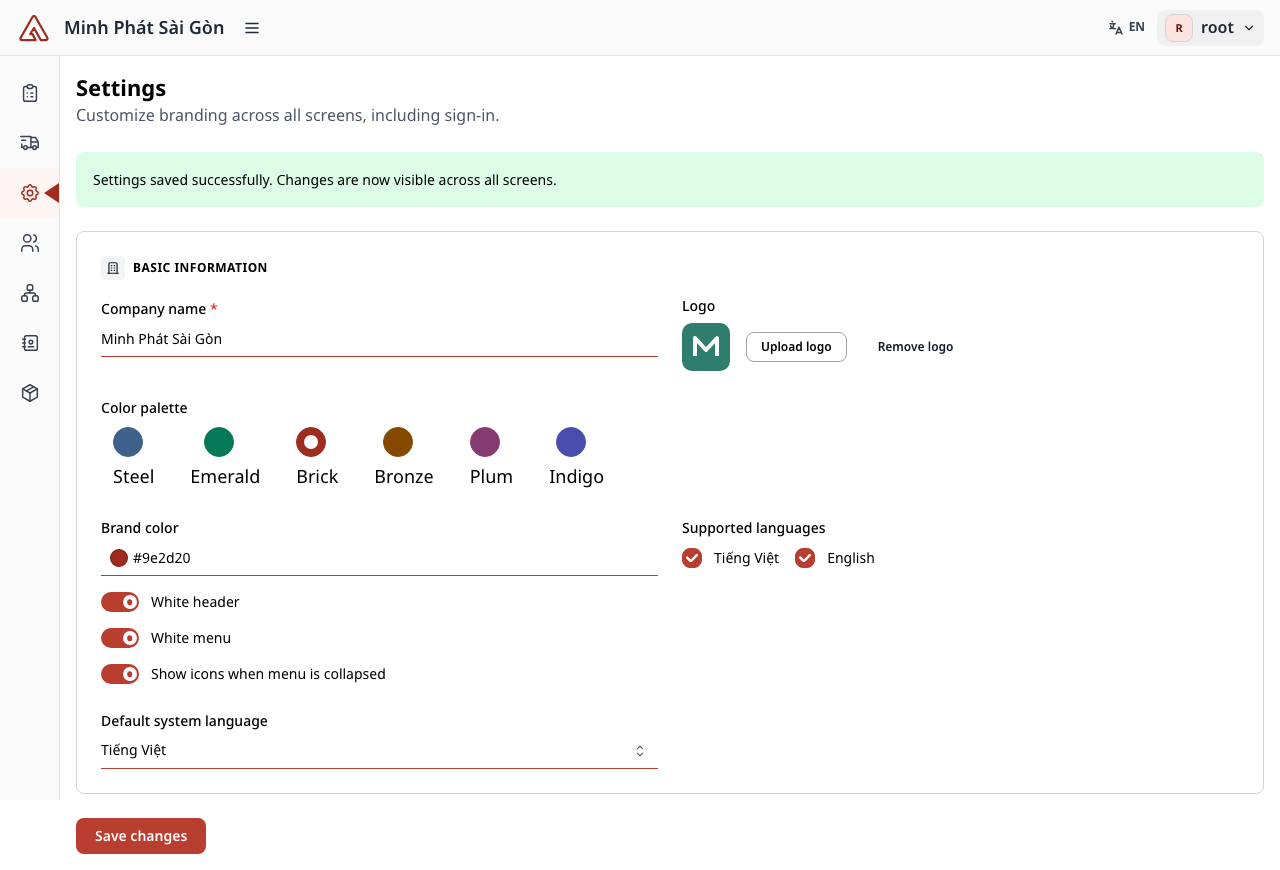 Minh Phát Sài Gòn
EN
R
root
Settings
Customize branding across all screens, including sign-in.
Settings saved successfully. Changes are now visible across all screens.
BASIC INFORMATION
Company name *
Minh Phát Sài Gòn
Logo
M
Upload logo
Remove logo
Color palette
Steel
Emerald
Brick
Bronze
Plum
Indigo
Brand color
#9e2d20
Supported languages
Tiếng Việt
English
White header
White menu
Show icons when menu is collapsed
Default system language
Tiếng Việt
Save changes